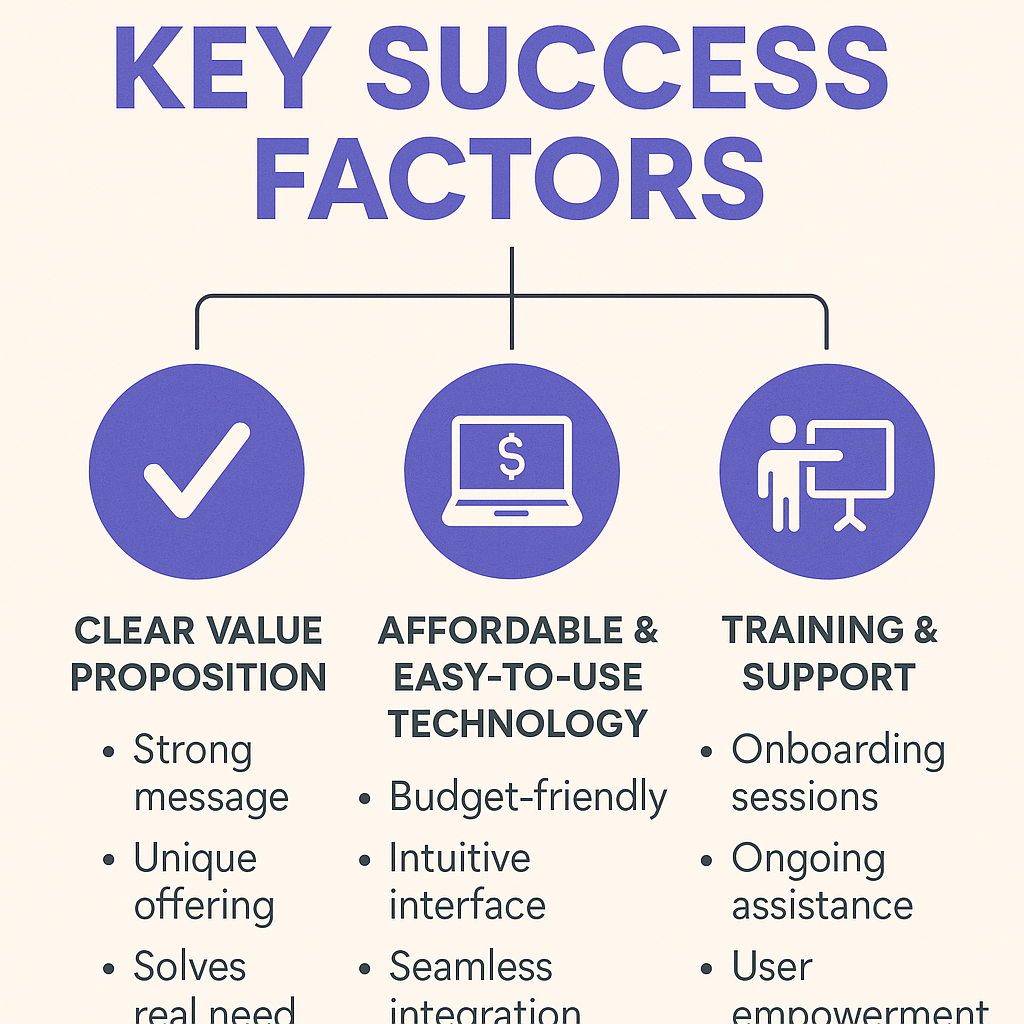 KEY SUCCESS
FACTORS
$
CLEAR VALUE
PROPOSITION
• Strong
message
• Unique
offering
• Solves
real need
AFFORDABLE &
EASY-TO-USE
TECHNOLOGY
• Budget-friendly
• Intuitive
interface
• Seamless
integration
TRAINING &
SUPPORT
• Onboarding
sessions
• Ongoing
assistance
• User
empowerment